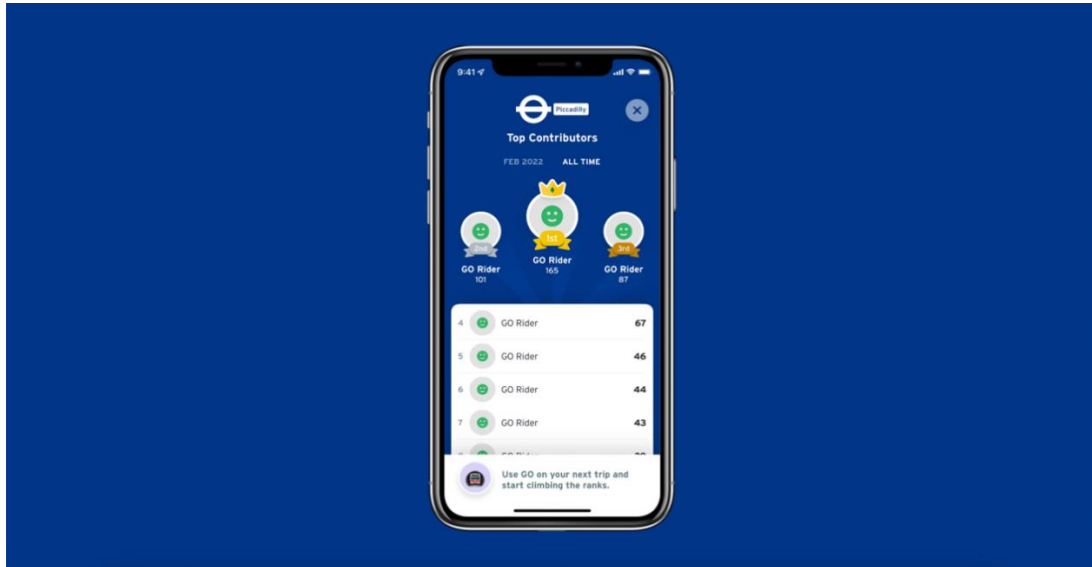 9:41
Piccadilly
Top Contributors
FEB 2022 ALL TIME
1st
2nd
3rd
GO Rider
165
GO Rider
101
GO Rider
87
4 GO Rider 67
5 GO Rider 46
6 GO Rider 44
7 GO Rider 43
Use GO on your next trip and
start climbing the ranks.